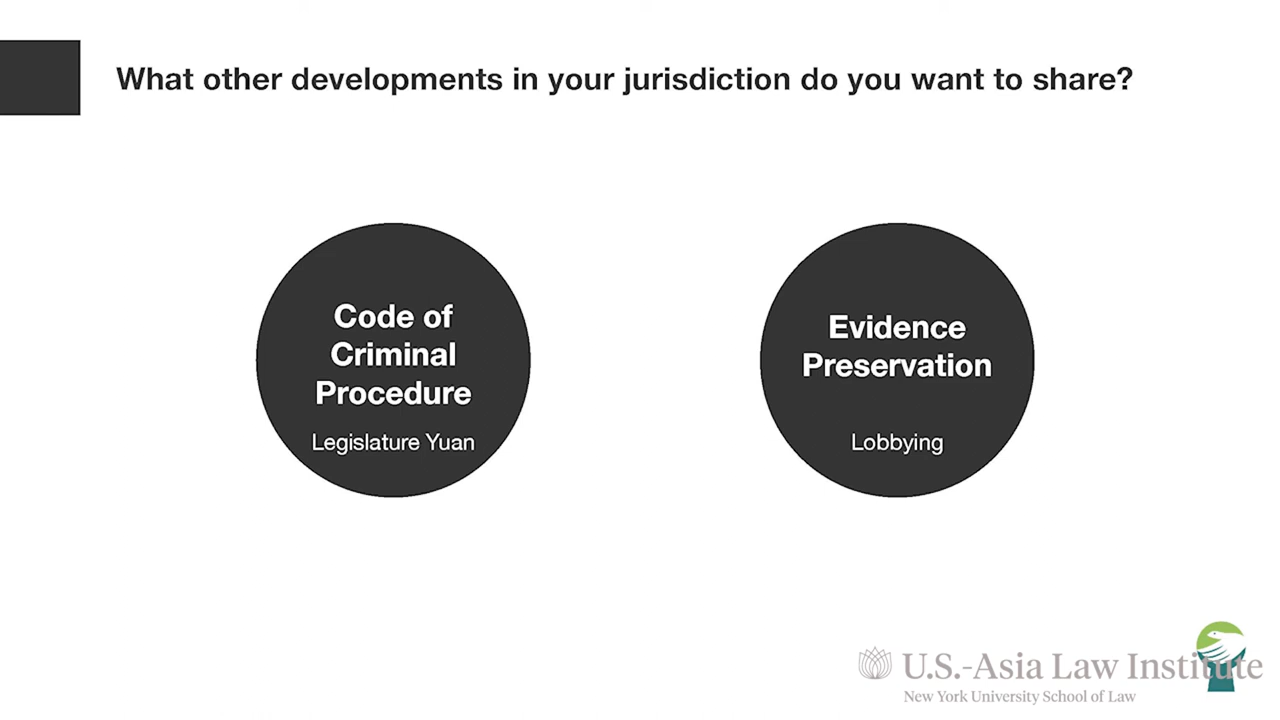 What other developments in your jurisdiction do you want to share?
Code of
Criminal
Procedure
Legislature Yuan
Evidence
Preservation
Lobbying
U.S.-Asia Law Institute
New York University School of Law